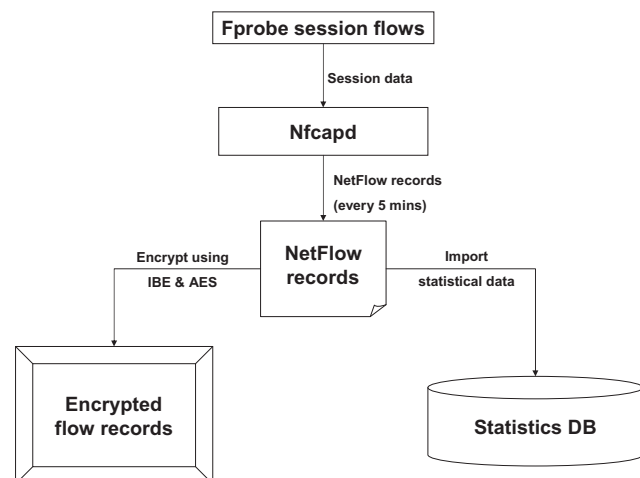 Fprobe session flows
Session data
Nfcapd
NetFlow records
(every 5 mins)
NetFlow
records
Encrypt using
IBE & AES
Import
statistical data
Encrypted
flow records
Statistics DB